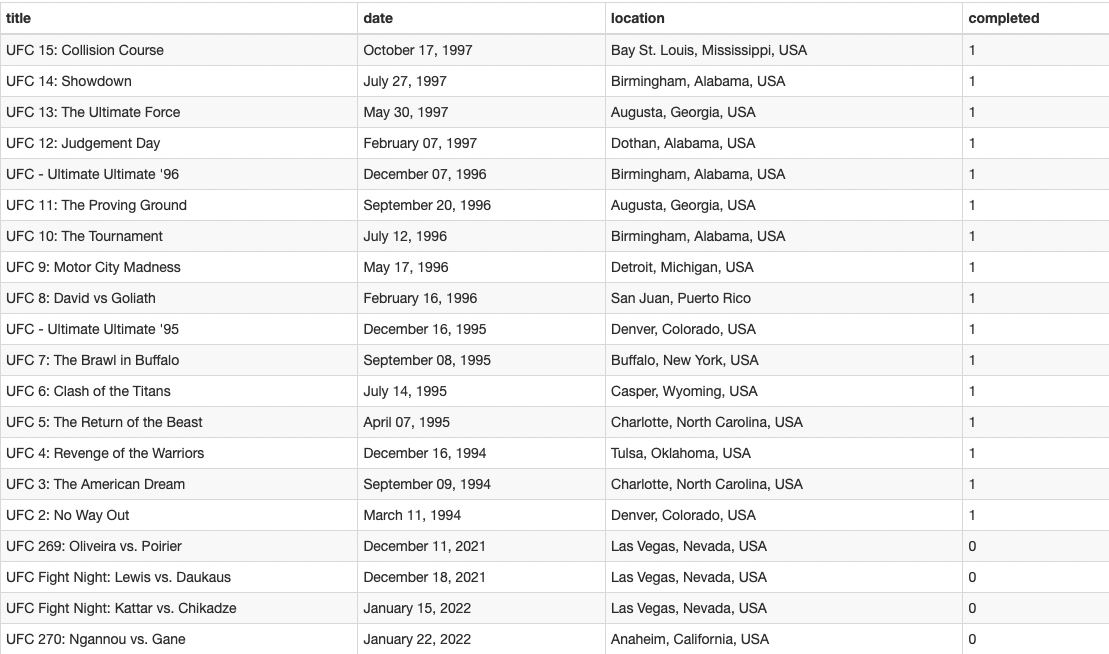 title date location completed
UFC 15: Collision Course October 17, 1997 Bay St. Louis, Mississippi, USA 1
UFC 14: Showdown July 27, 1997 Birmingham, Alabama, USA 1
UFC 13: The Ultimate Force May 30, 1997 Augusta, Georgia, USA 1
UFC 12: Judgement Day February 07, 1997 Dothan, Alabama, USA 1
UFC - Ultimate Ultimate '96 December 07, 1996 Birmingham, Alabama, USA 1
UFC 11: The Proving Ground September 20, 1996 Augusta, Georgia, USA 1
UFC 10: The Tournament July 12, 1996 Birmingham, Alabama, USA 1
UFC 9: Motor City Madness May 17, 1996 Detroit, Michigan, USA 1
UFC 8: David vs Goliath February 16, 1996 San Juan, Puerto Rico 1
UFC - Ultimate Ultimate '95 December 16, 1995 Denver, Colorado, USA 1
UFC 7: The Brawl in Buffalo September 08, 1995 Buffalo, New York, USA 1
UFC 6: Clash of the Titans July 14, 1995 Casper, Wyoming, USA 1
UFC 5: The Return of the Beast April 07, 1995 Charlotte, North Carolina, USA 1
UFC 4: Revenge of the Warriors December 16, 1994 Tulsa, Oklahoma, USA 1
UFC 3: The American Dream September 09, 1994 Charlotte, North Carolina, USA 1
UFC 2: No Way Out March 11, 1994 Denver, Colorado, USA 1
UFC 269: Oliveira vs. Poirier December 11, 2021 Las Vegas, Nevada, USA 0
UFC Fight Night: Lewis vs. Daukaus December 18, 2021 Las Vegas, Nevada, USA 0
UFC Fight Night: Kattar vs. Chikadze January 15, 2022 Las Vegas, Nevada, USA 0
UFC 270: Ngannou vs. Gane January 22, 2022 Anaheim, California, USA 0